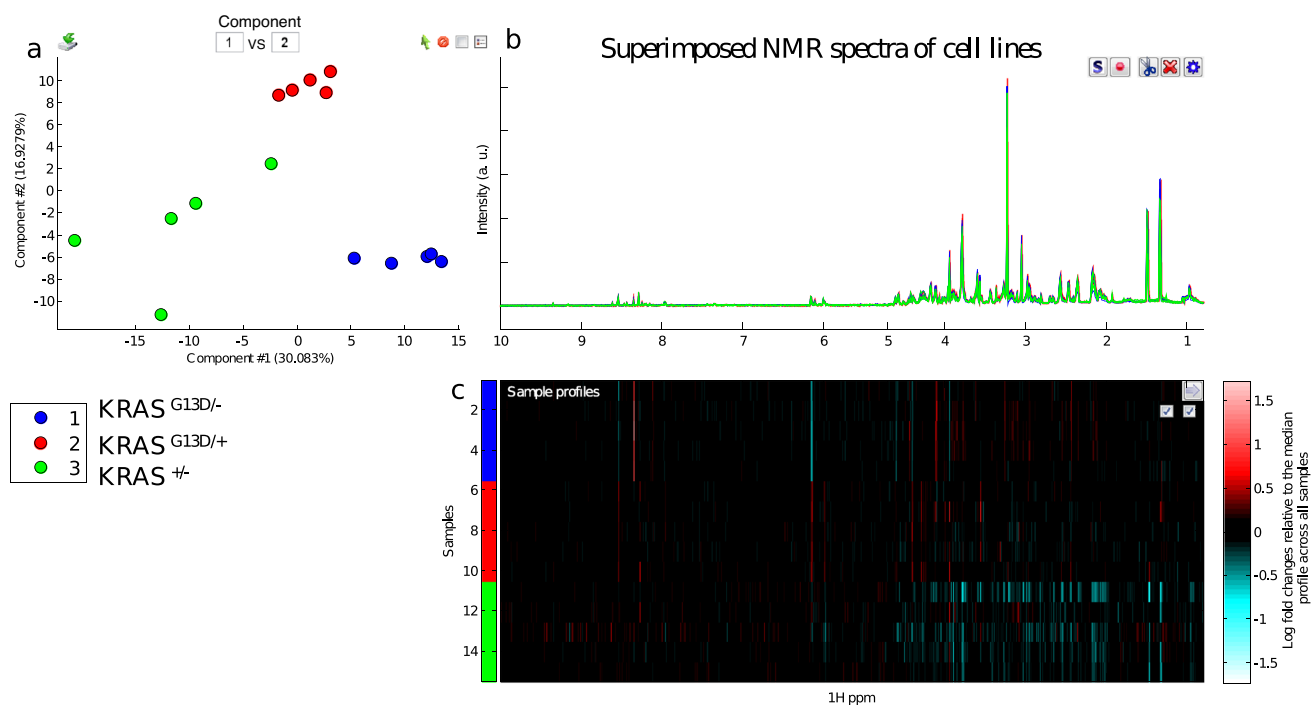 Component
1 VS 2
a
Component #2 (16.9279%)
10
8
6
4
2
0
-2
-4
-6
-8
-10
-15 -10 -5 0 5 10 15
Component #1 (30.083%)
1 KRAS G13D/-
2 KRAS G13D/+
3 KRAS +/-
b
Superimposed NMR spectra of cell lines
S
Intensity (a. u.)
10 9 8 7 6 5 4 3 2 1
c
Sample profiles
Samples
2
4
6
8
10
12
14
1H ppm
1.5
1
0.5
0
-0.5
-1
-1.5
Log fold changes relative to the median
profile across all samples